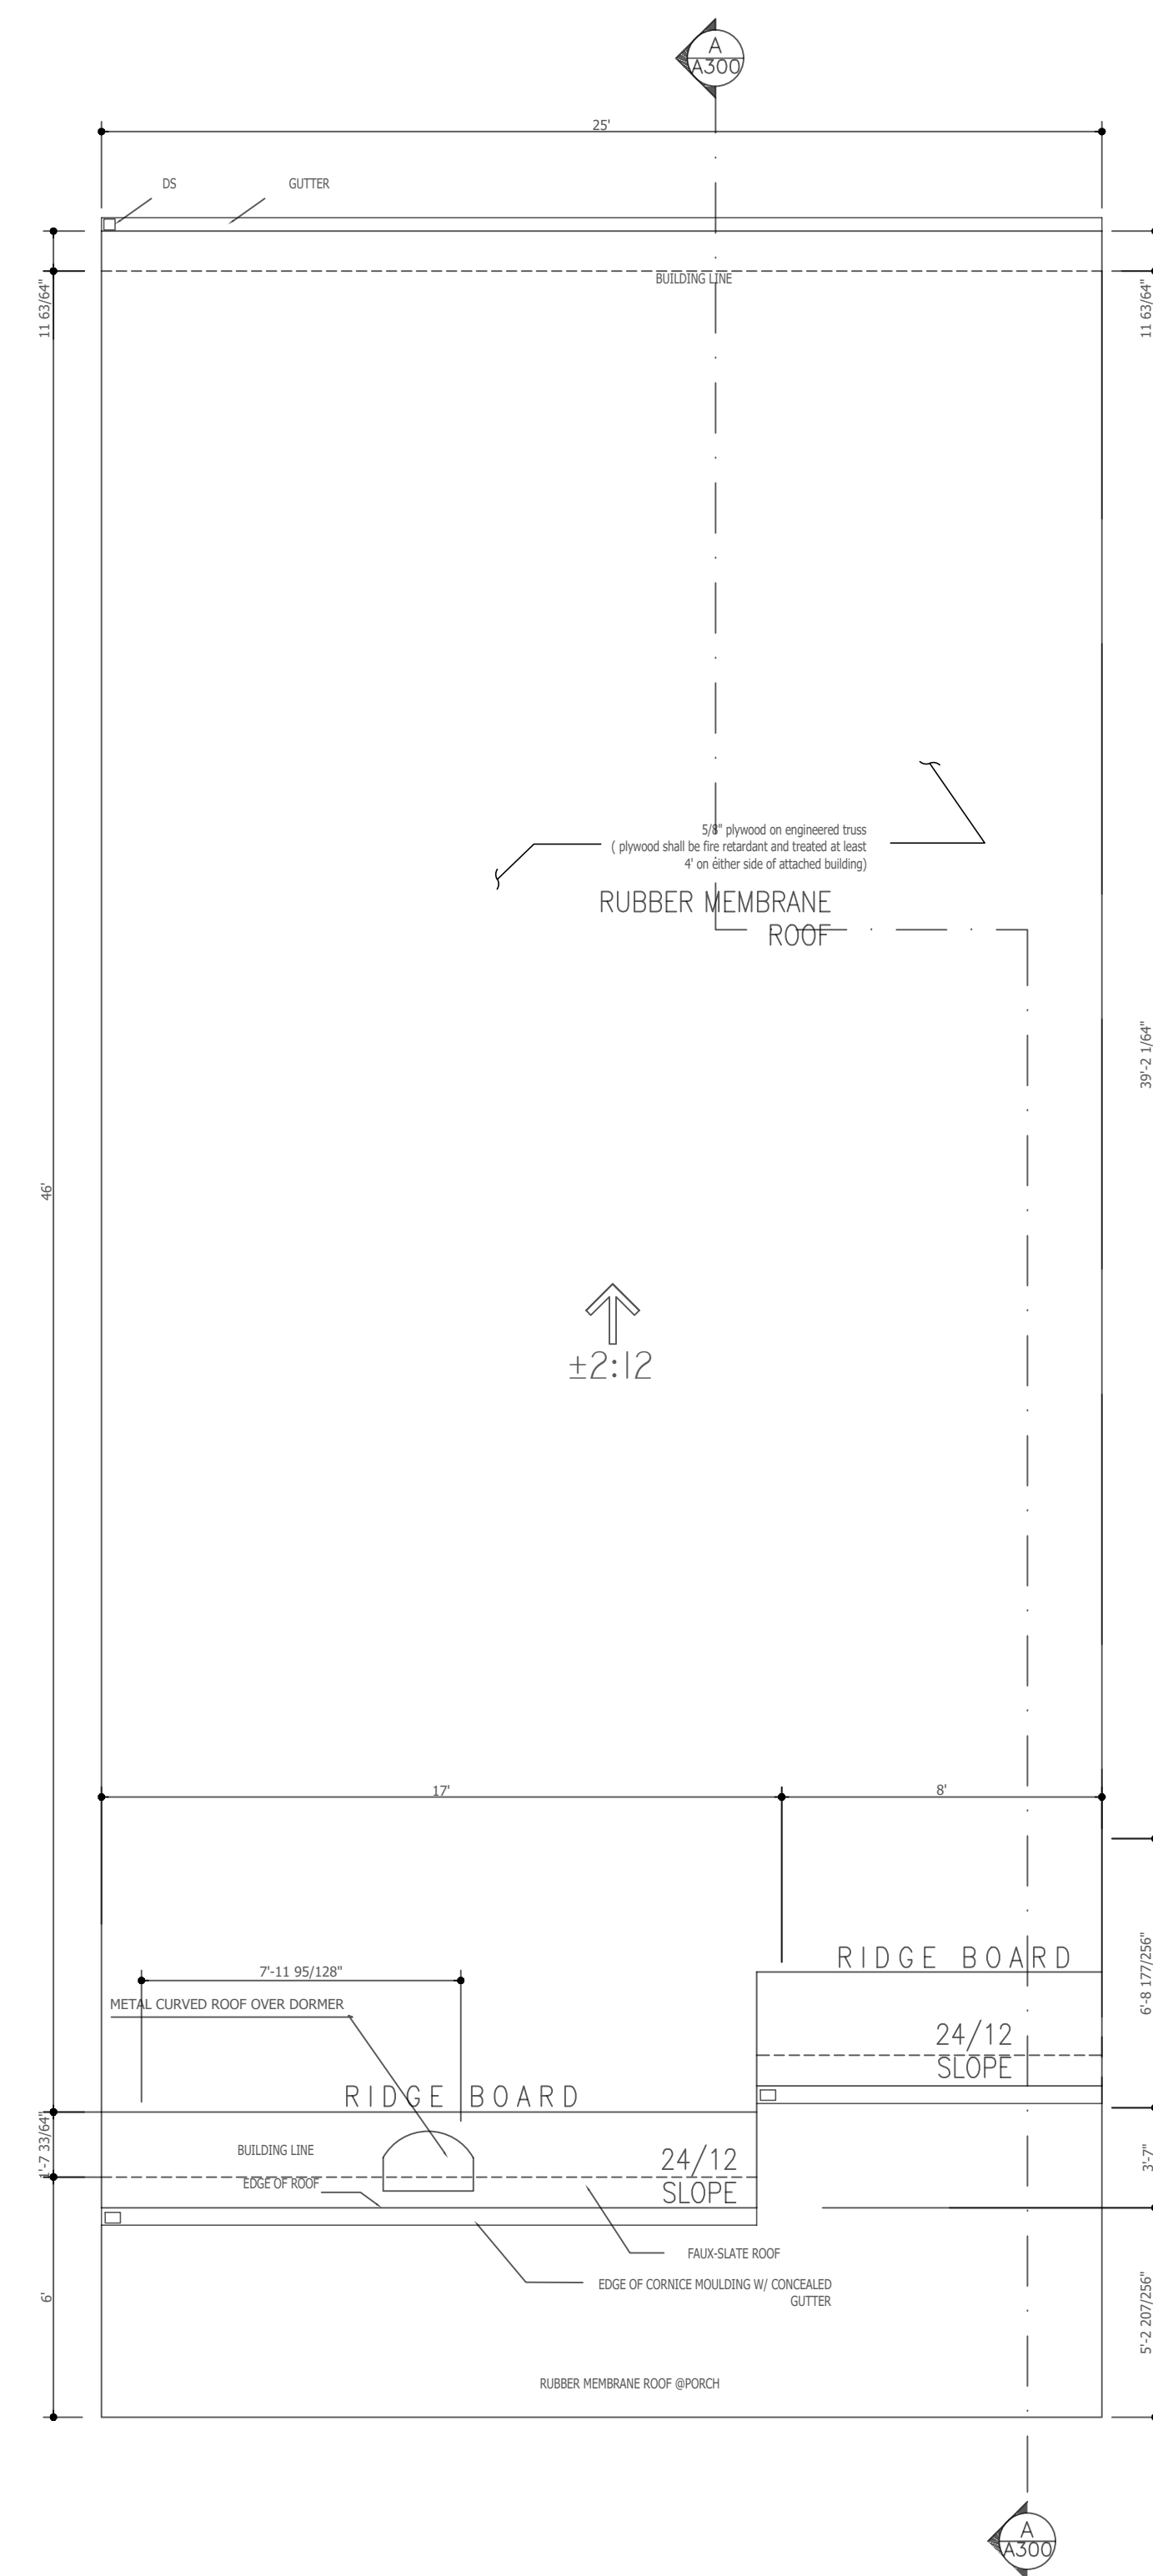 A
A300
25'
DS
GUTTER
BUILDING LINE
11 63/64"
11 63/64"
5/8" plywood on engineered truss
( plywood shall be fire retardant and treated at least
4' on either side of attached building)
RUBBER MEMBRANE
ROOF
39'-2 1/64"
46'
±2:12
17'
8'
RIDGE BOARD
7'-11 95/128"
METAL CURVED ROOF OVER DORMER
6'-8 177/256"
24/12
SLOPE
RIDGE BOARD
1'-7 33/64"
BUILDING LINE
24/12
SLOPE
3'-7"
EDGE OF ROOF
FAUX-SLATE ROOF
EDGE OF CORNICE MOULDING W/ CONCEALED
GUTTER
6'
5'-2 207/256"
RUBBER MEMBRANE ROOF @PORCH
A
A300